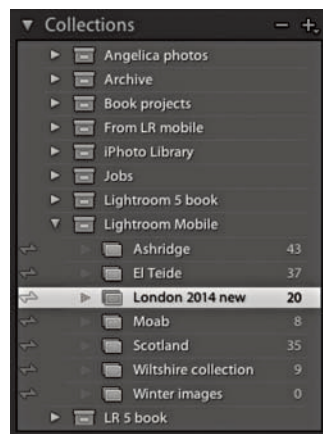 Collections
Angelica photos
Archive
Book projects
From LR mobile
iPhoto Library
Jobs
Lightroom 5 book
Lightroom Mobile
Ashridge 43
El Teide 37
London 2014 new 20
Moab 8
Scotland 35
Wiltshire collection 9
Winter images 0
LR 5 book